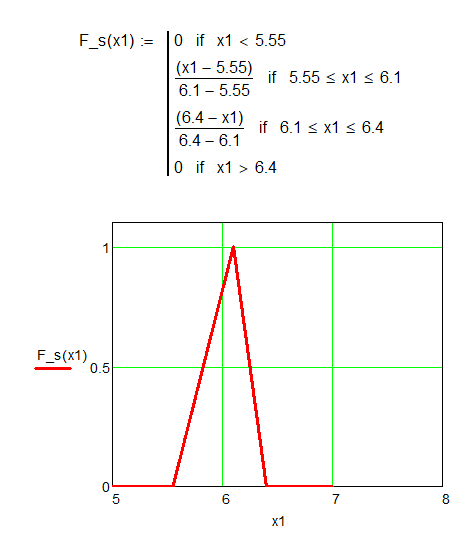 F_s(x1) := 0 if x1 < 5.55
(x1 – 5.55)
6.1 – 5.55
if 5.55 ≤ x1 ≤ 6.1
(6.4 – x1)
6.4 – 6.1
if 6.1 ≤ x1 ≤ 6.4
0 if x1 > 6.4
1
F_s(x1)
0.5
0
5 6 7 8
x1